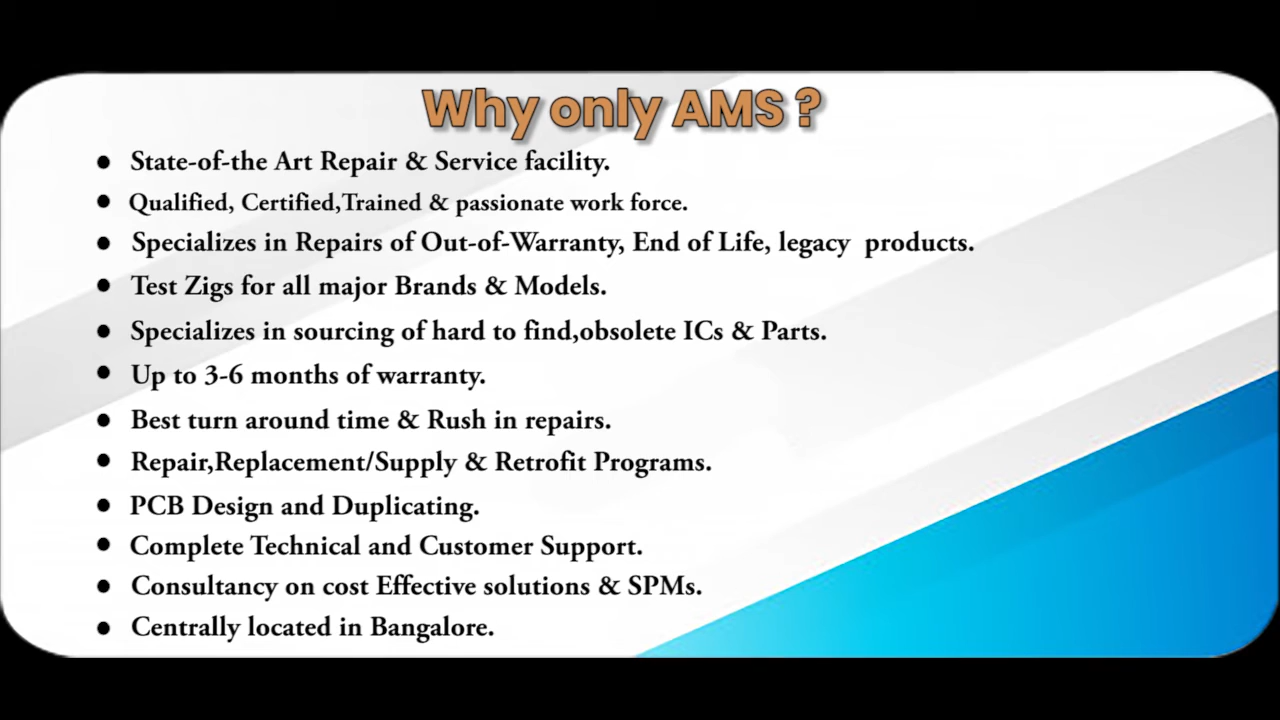 Why only AMS ?
• State-of-the Art Repair & Service facility.
• Qualified, Certified,Trained & passionate work force.
• Specializes in Repairs of Out-of-Warranty, End of Life, legacy  products.
• Test Zigs for all major Brands & Models.
• Specializes in sourcing of hard to find,obsolete ICs & Parts.
• Up to 3-6 months of warranty.
• Best turn around time & Rush in repairs.
• Repair,Replacement/Supply & Retrofit Programs.
• PCB Design and Duplicating.
• Complete Technical and Customer Support.
• Consultancy on cost Effective solutions & SPMs.
• Centrally located in Bangalore.